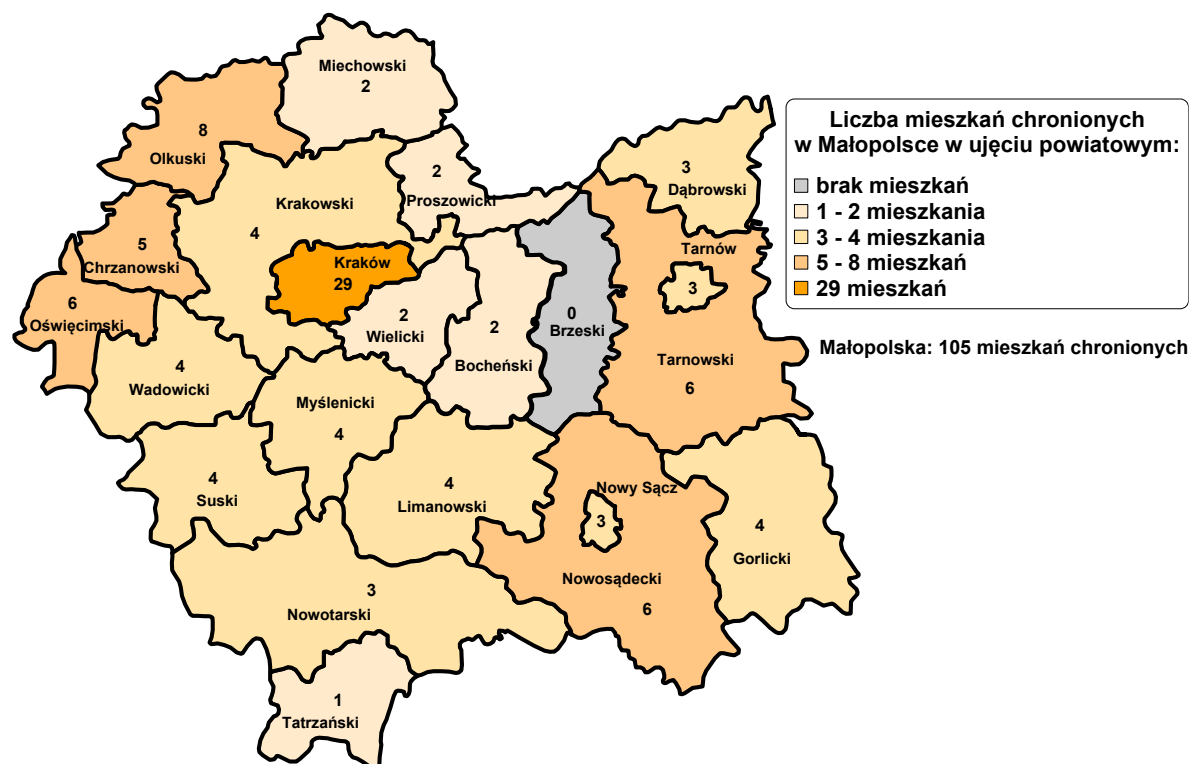 Miechowski
2
8
Olkuski
2
Proszowicki
3
Dąbrowski
Krakowski
4
5
Chrzanowski
Kraków
29
Tarnów
3
6
Oświęcimski
2
Wielicki
2
Bocheński
0
Brzeski
Tarnowski
6
4
Wadowicki
Myślenicki
4
4
Suski
4
Limanowski
Nowy Sącz
3
4
Gorlicki
Nowosądecki
6
3
Nowotarski
1
Tatrzański
Liczba mieszkań chronionych
w Małopolsce w ujęciu powiatowym:
brak mieszkań
1 - 2 mieszkania
3 - 4 mieszkania
5 - 8 mieszkań
29 mieszkań
Małopolska: 105 mieszkań chronionych